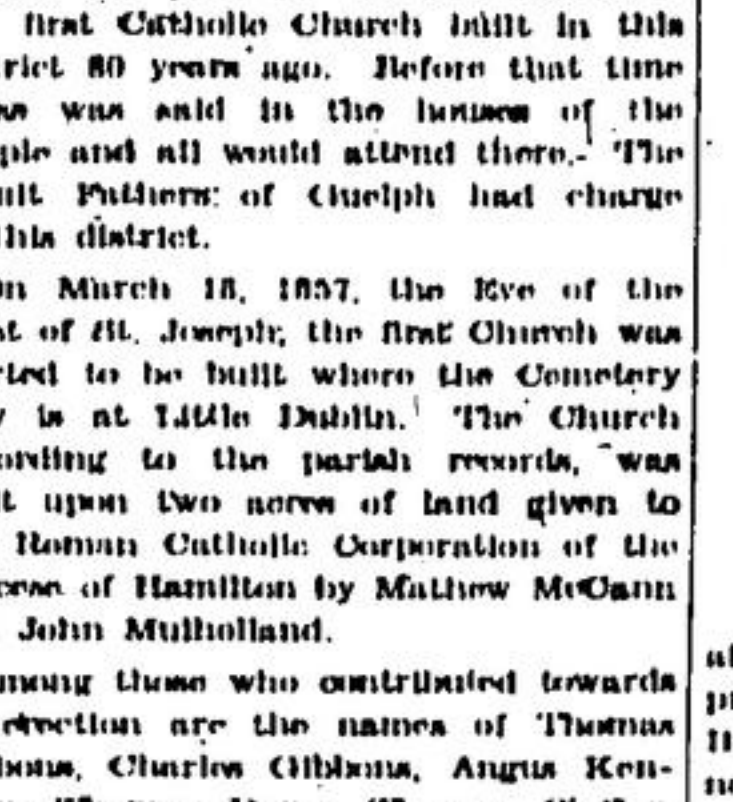 first Catholic Church built in this
rict 80 years ago. Before that time
was said in the houses of the
ple and all would attend there. The
uit Fathers of Guelph had charge
this district.
On March 18, 1857, the Eve of the
st of St. Joseph, the first Church was
rted to be built where the Cemetery
y is at Little Dublin. The Church
ording to the parish records, was
t upon two acres of land given to
Roman Catholic Corporation of the
cese of Hamilton by Mathew McCann
John Mulholland.
mong those who contributed towards
erection are the names of Thomas
bons, Charles Gibbons, Angus Ken-